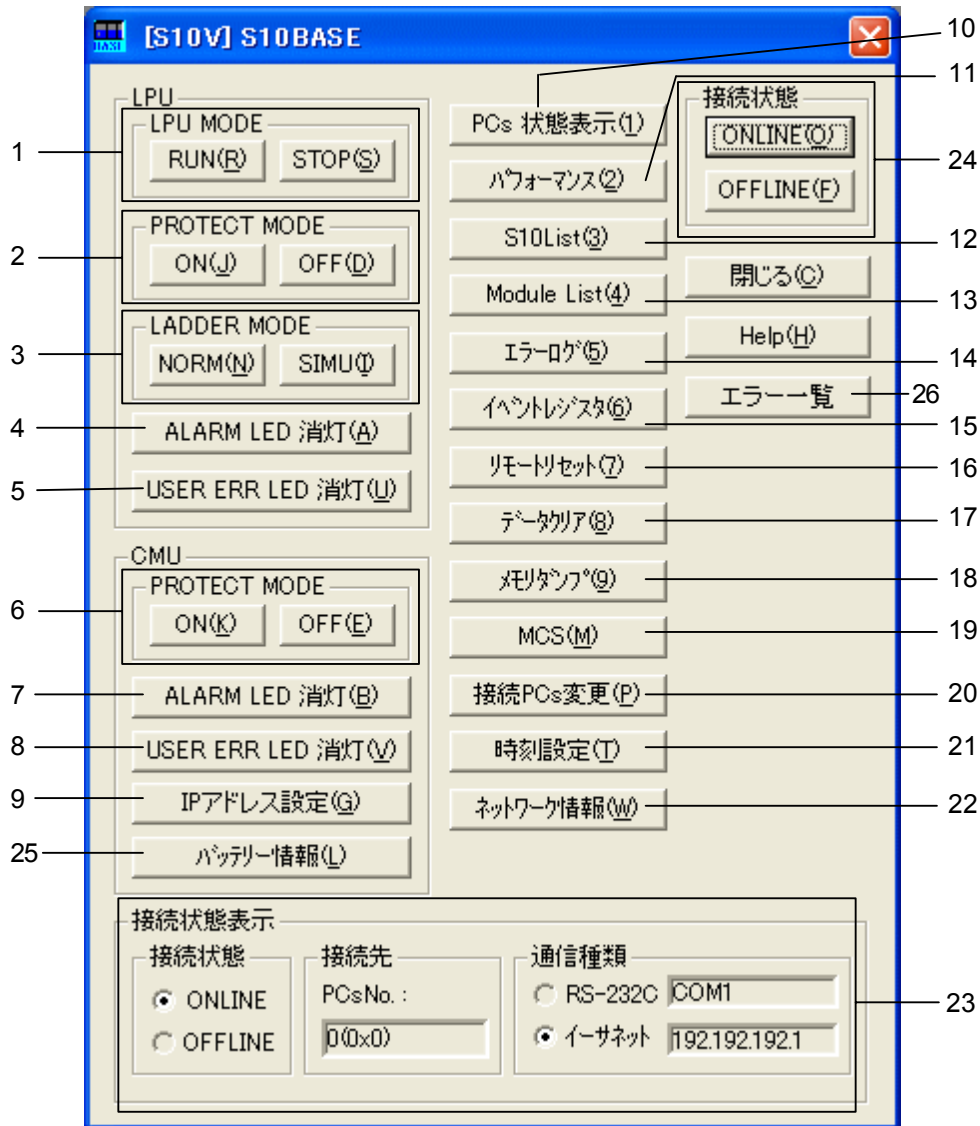 [S10V] S10BASE
BASE
LPU
LPU MODE
RUN(R) STOP(S)
PROTECT MODE
ON(J) OFF(D)
LADDER MODE
NORM(N) SIMU(I)
ALARM LED 消灯(A)
USER ERR LED 消灯(U)
CMU
PROTECT MODE
ON(K) OFF(E)
ALARM LED 消灯(B)
USER ERR LED 消灯(V)
IPアドレス設定(G)
バッテリー情報(L)
PCs 状態表示(1)
パフォーマンス(2)
S10List(3)
Module List(4)
エラーログ(5)
イベントレジスタ(6)
リモートリセット(7)
データクリア(8)
メモリダンプ(9)
MCS(M)
接続PCs変更(P)
時刻設定(T)
ネットワーク情報(W)
接続状態
ONLINE(O)
OFFLINE(F)
閉じる(C)
Help(H)
エラー一覧
接続状態表示
接続状態
ONLINE
OFFLINE
接続先
PCsNo. :
0(0x0)
通信種類
RS-232C COM1
イーサネット 192.192.192.1
1
2
3
4
5
6
7
8
9
25
10
11
24
12
13
14
26
15
16
17
18
19
20
21
22
23